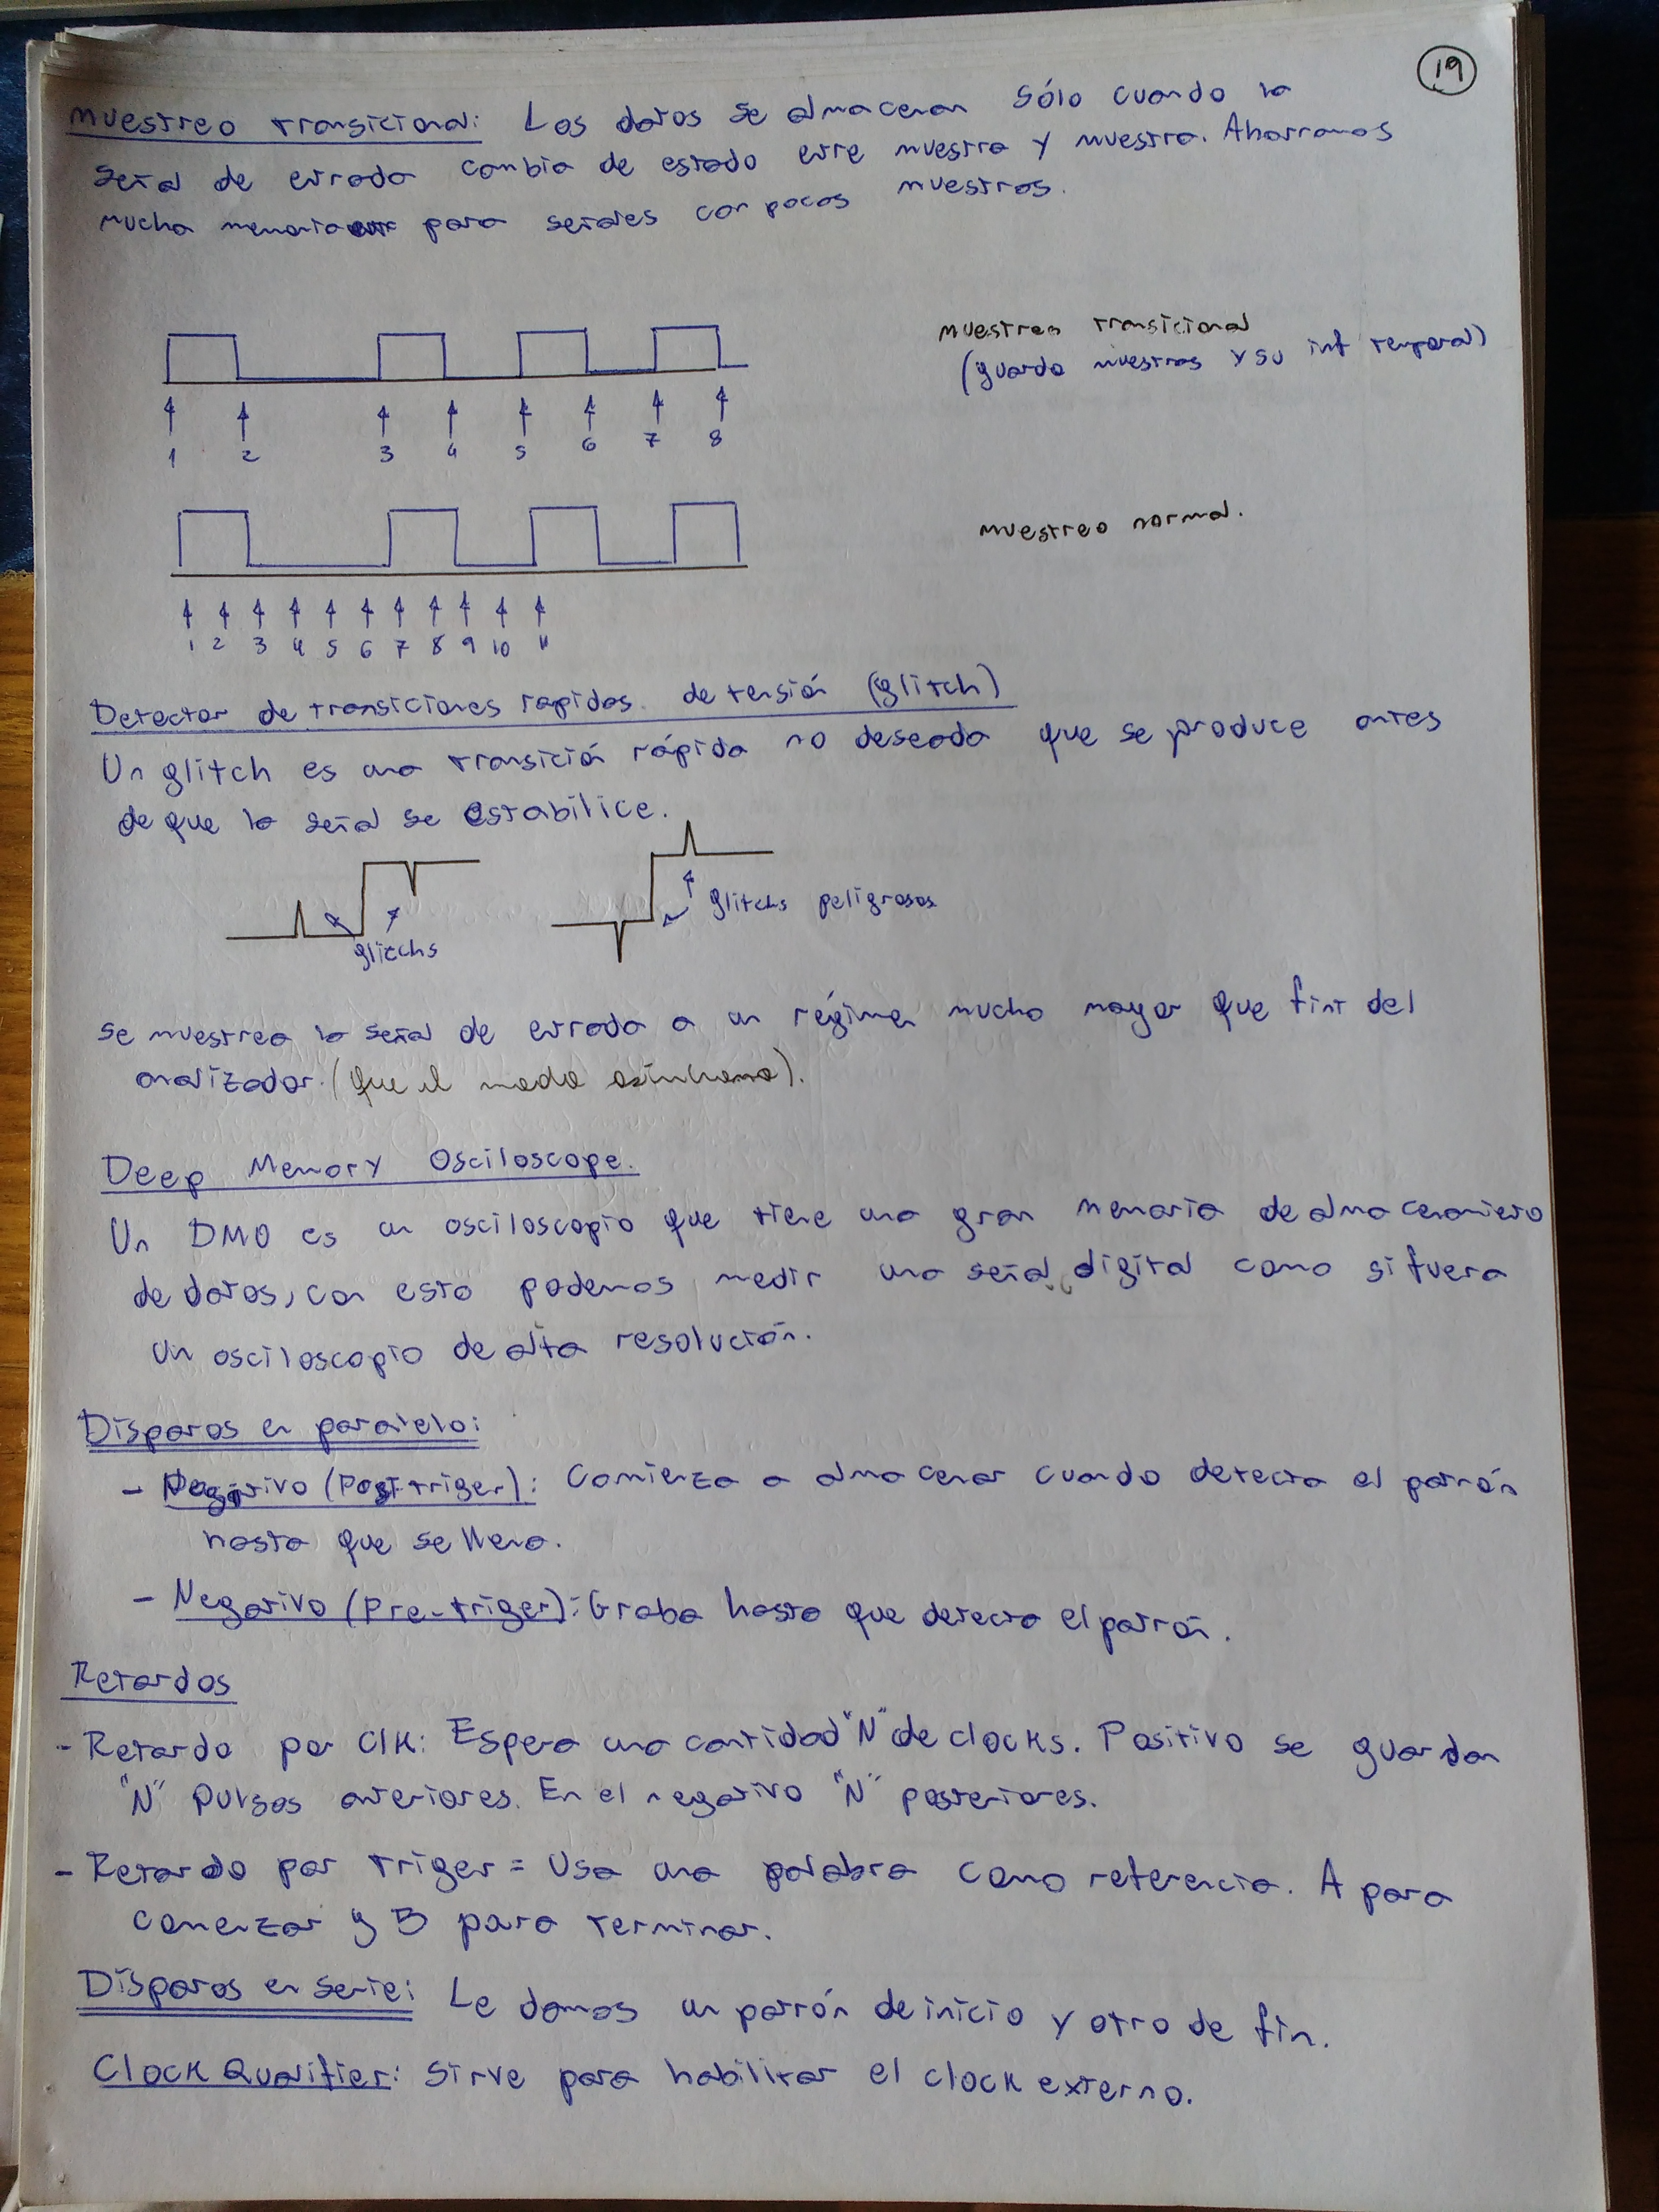 19
Muestreo transicional: Los datos se almacenan sólo cuando la
señal de entrada cambia de estado entre muestra y muestra. Ahorramos
mucha memoria para señales con pocas muestras.
Muestreo transicional
(guarda muestras y su inf temporal)
1 2 3 4 5 6 7 8
Muestreo normal.
1 2 3 4 5 6 7 8 9 10 11
Detector de transiciones rapidas de tensión (glitch)
Un glitch es una transición rápida no deseada que se produce antes
de que la señal se estabilice.
glitchs peligrosos
glitchs
se muestrea la señal de entrada a un régimen mucho mayor que fint del
analizador. (que el modo asíncrono).
Deep Memory Osciloscope.
Un DMO es un osciloscopio que tiene una gran memoria de almacenamiento
de datos, con esto podemos medir una señal digital como si fuera
un osciloscopio de alta resolución.
Disparos en paralelo:
- (Post triger): Comienza a almacenar cuando detecta el patrón
hasta que se llena.
- Negativo (Pre-triger): Graba hasta que detecta el patrón.
Retardos
- Retardo por Clk: Espera una cantidad "N" de clocks. Positivo se guardan
"N" pulsos anteriores. En el negativo "N" posteriores.
- Retardo por triger = Usa una palabra como referencia. A para
comenzar y B para terminar.
Disparos en serie: Le damos un patrón de inicio y otro de fin.
Clock Qualifier: Sirve para habilitar el clock externo.